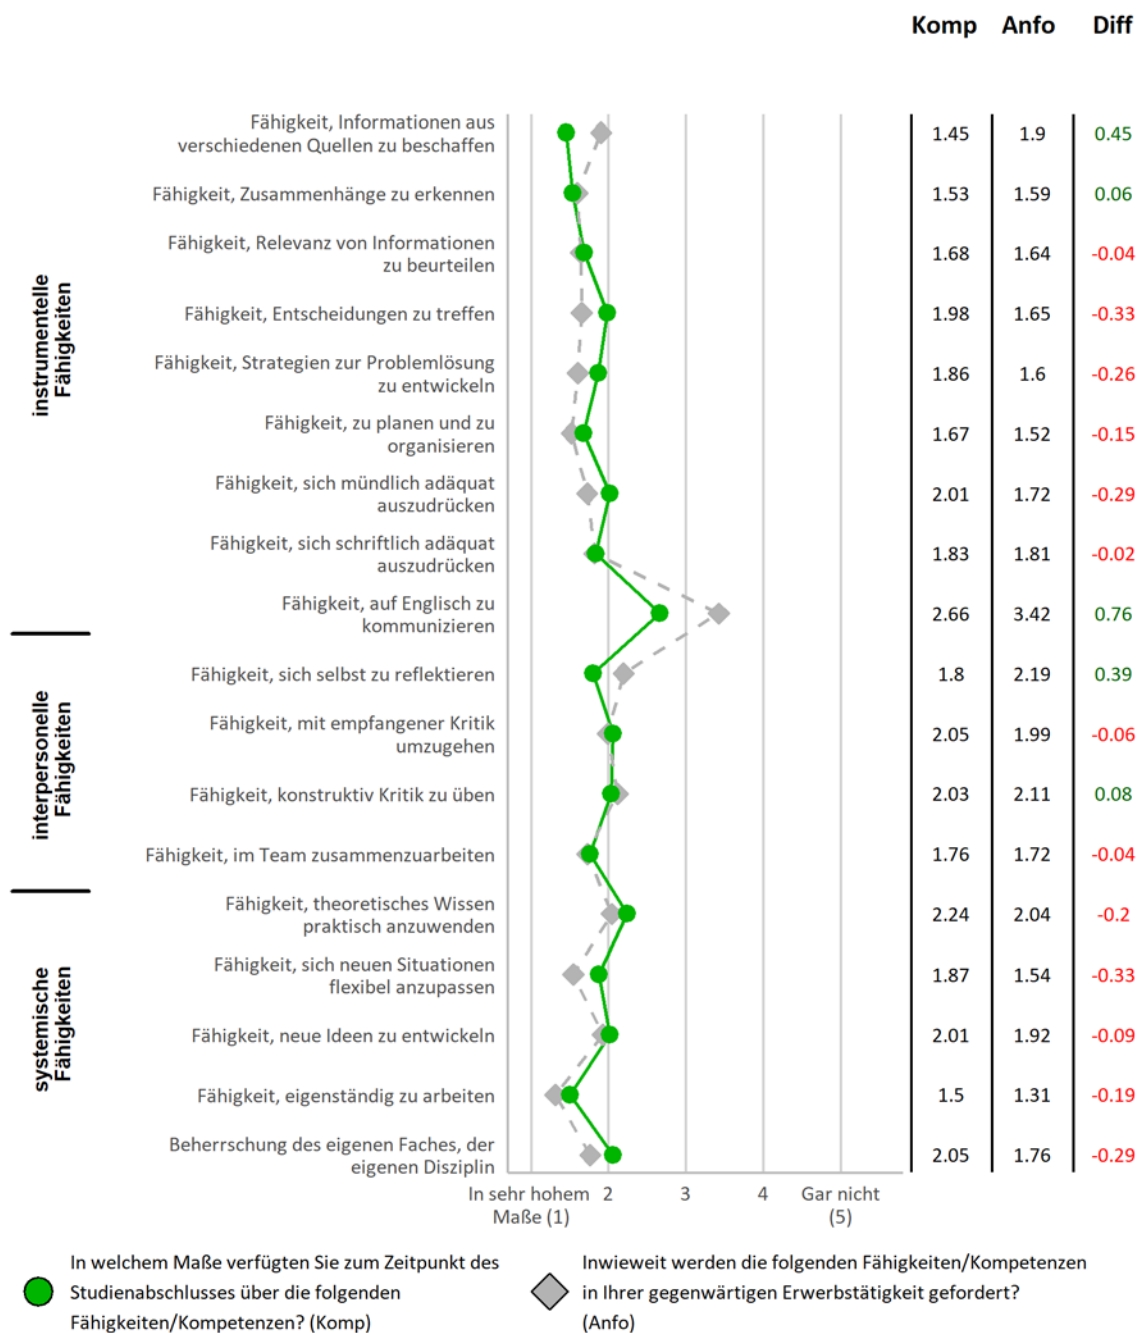 Komp Anfo Diff
instrumentelle
Fähigkeiten
Fähigkeit, Informationen aus
verschiedenen Quellen zu beschaffen
1.45 1.9 0.45
Fähigkeit, Zusammenhänge zu erkennen
1.53 1.59 0.06
Fähigkeit, Relevanz von Informationen
zu beurteilen
1.68 1.64 -0.04
Fähigkeit, Entscheidungen zu treffen
1.98 1.65 -0.33
Fähigkeit, Strategien zur Problemlösung
zu entwickeln
1.86 1.6 -0.26
Fähigkeit, zu planen und zu
organisieren
1.67 1.52 -0.15
Fähigkeit, sich mündlich adäquat
auszudrücken
2.01 1.72 -0.29
Fähigkeit, sich schriftlich adäquat
auszudrücken
1.83 1.81 -0.02
Fähigkeit, auf Englisch zu
kommunizieren
2.66 3.42 0.76
interpersonelle
Fähigkeiten
Fähigkeit, sich selbst zu reflektieren
1.8 2.19 0.39
Fähigkeit, mit empfangener Kritik
umzugehen
2.05 1.99 -0.06
Fähigkeit, konstruktiv Kritik zu üben
2.03 2.11 0.08
Fähigkeit, im Team zusammenzuarbeiten
1.76 1.72 -0.04
systemische
Fähigkeiten
Fähigkeit, theoretisches Wissen
praktisch anzuwenden
2.24 2.04 -0.2
Fähigkeit, sich neuen Situationen
flexibel anzupassen
1.87 1.54 -0.33
Fähigkeit, neue Ideen zu entwickeln
2.01 1.92 -0.09
Fähigkeit, eigenständig zu arbeiten
1.5 1.31 -0.19
Beherrschung des eigenen Faches, der
eigenen Disziplin
2.05 1.76 -0.29
In sehr hohem 2 3 4 Gar nicht
Maße (1) (5)
In welchem Maße verfügten Sie zum Zeitpunkt des
Studienabschlusses über die folgenden
Fähigkeiten/Kompetenzen? (Komp)
Inwieweit werden die folgenden Fähigkeiten/Kompetenzen
in Ihrer gegenwärtigen Erwerbstätigkeit gefordert?
(Anfo)